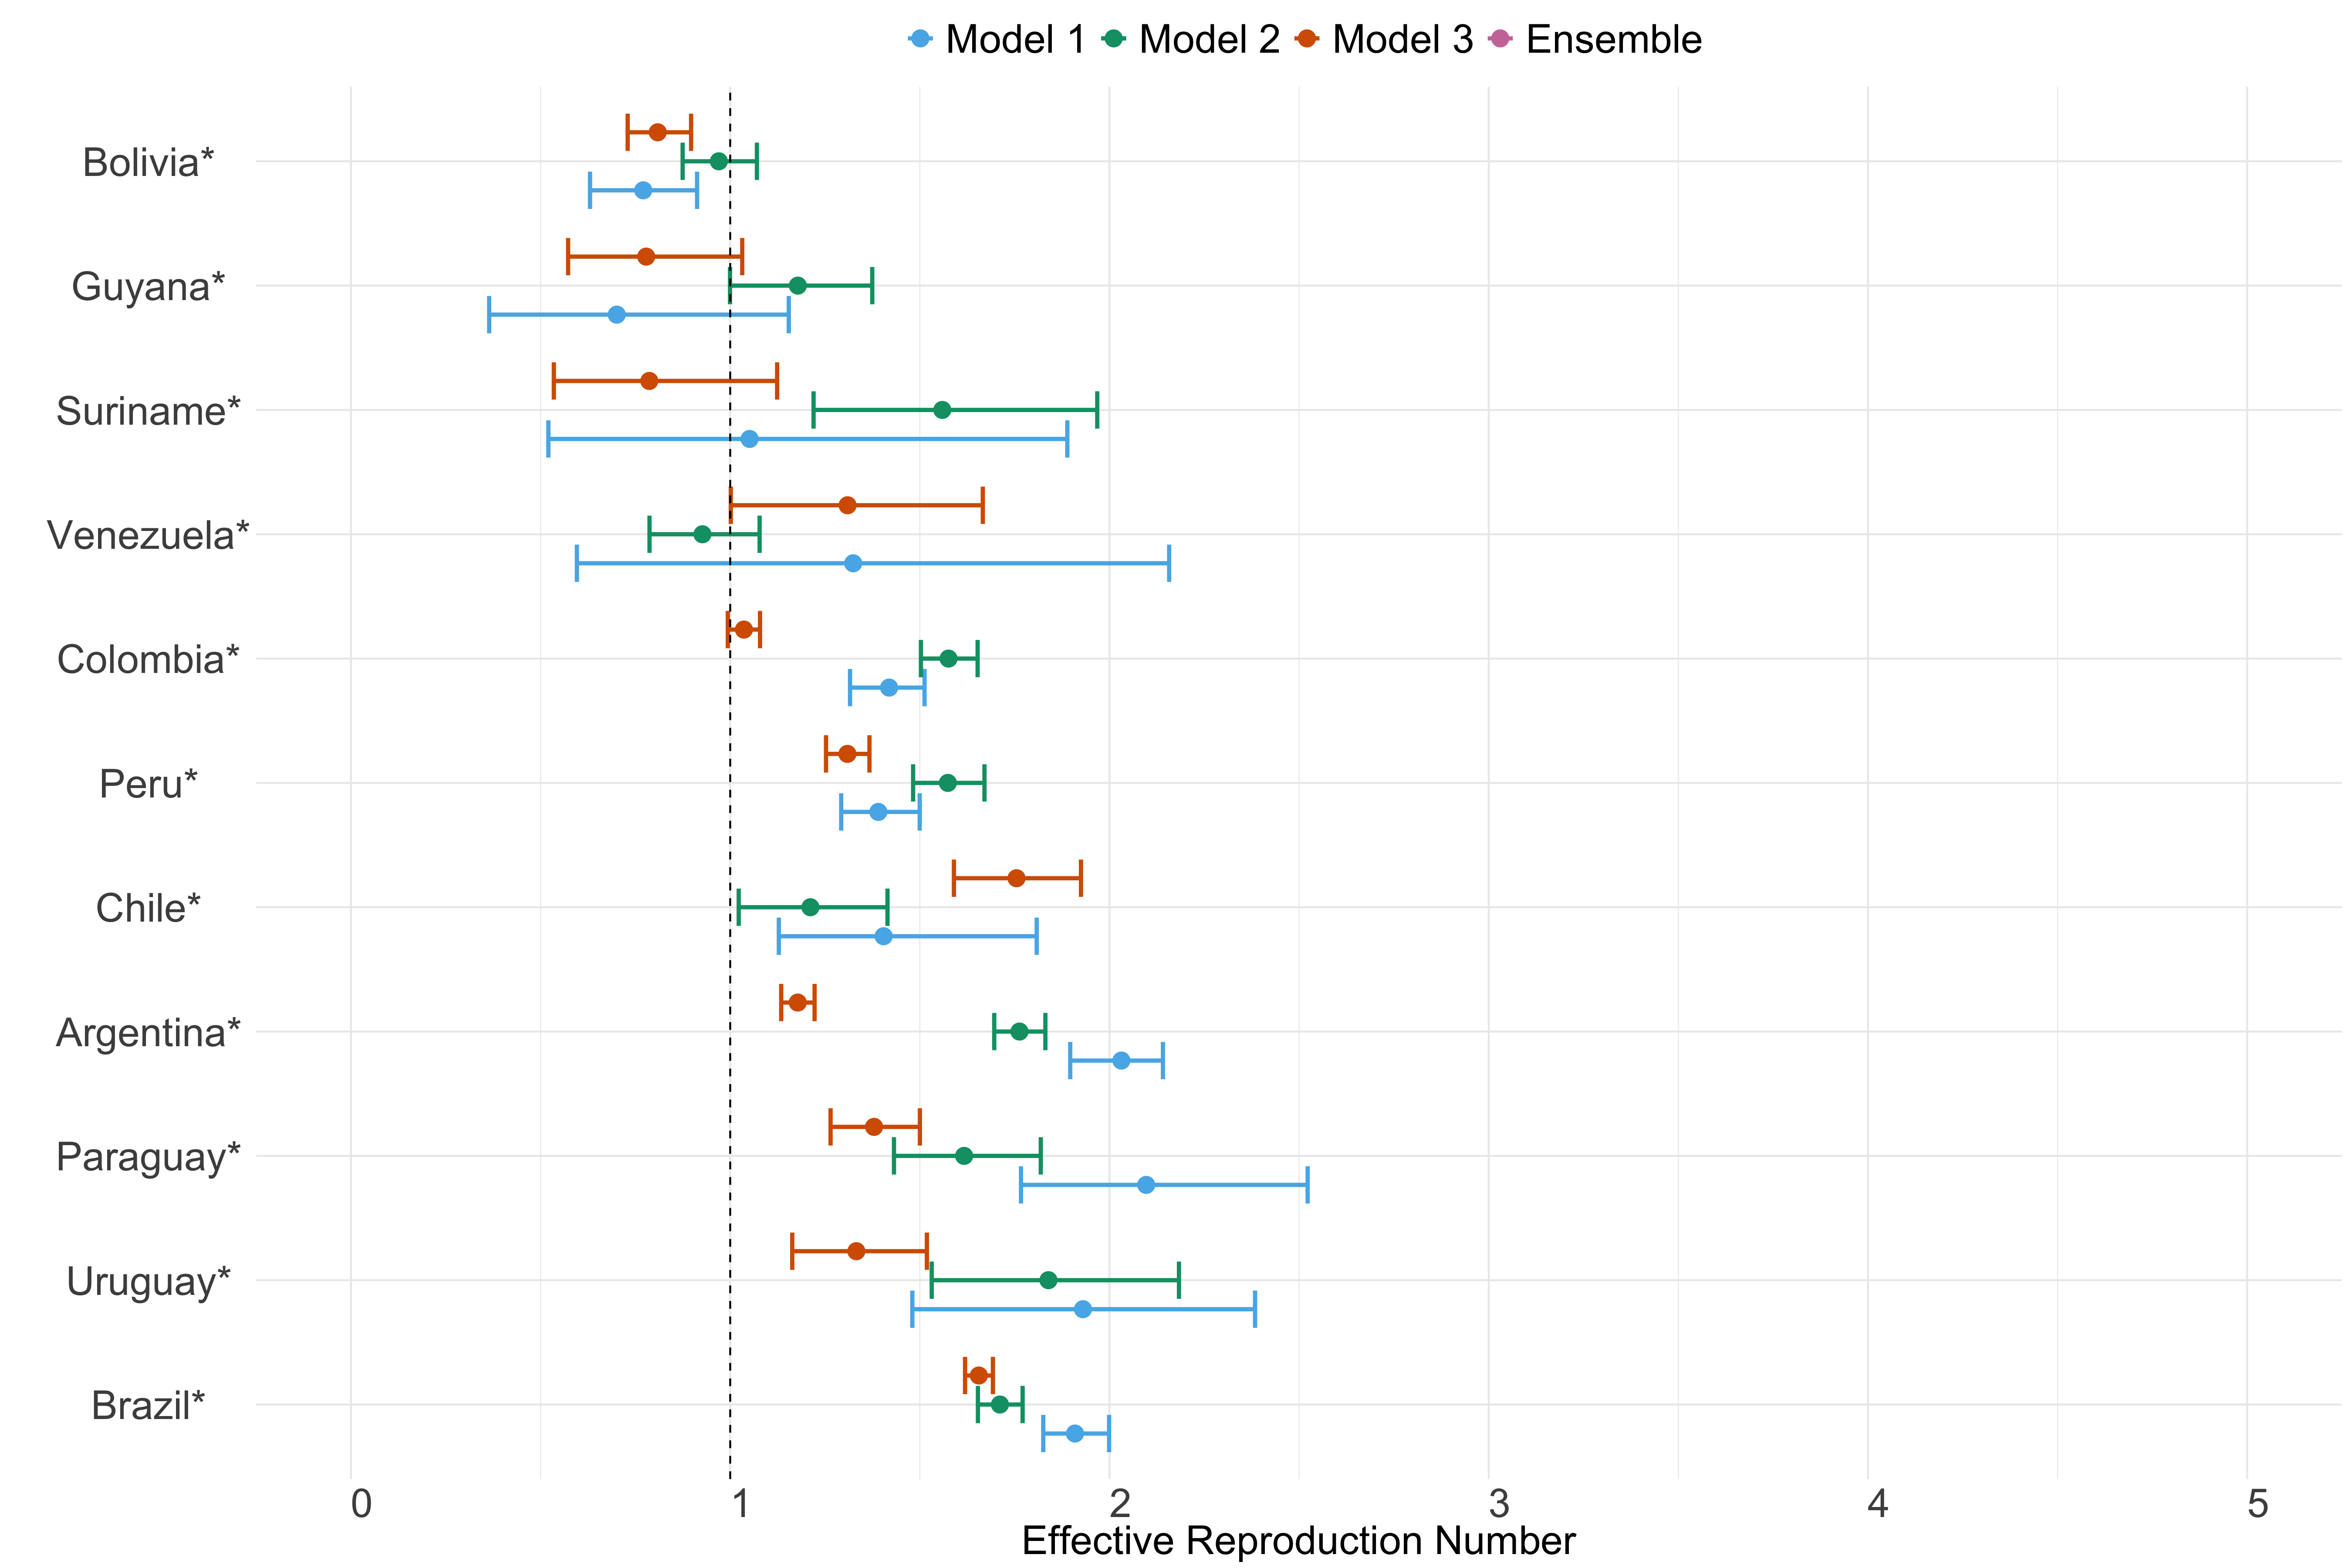 Model 1 Model 2 Model 3 Ensemble
Bolivia*
Guyana*
Suriname*
Venezuela*
Colombia*
Peru*
Chile*
Argentina*
Paraguay*
Uruguay*
Brazil*
0 1 2 3 4 5
Effective Reproduction Number